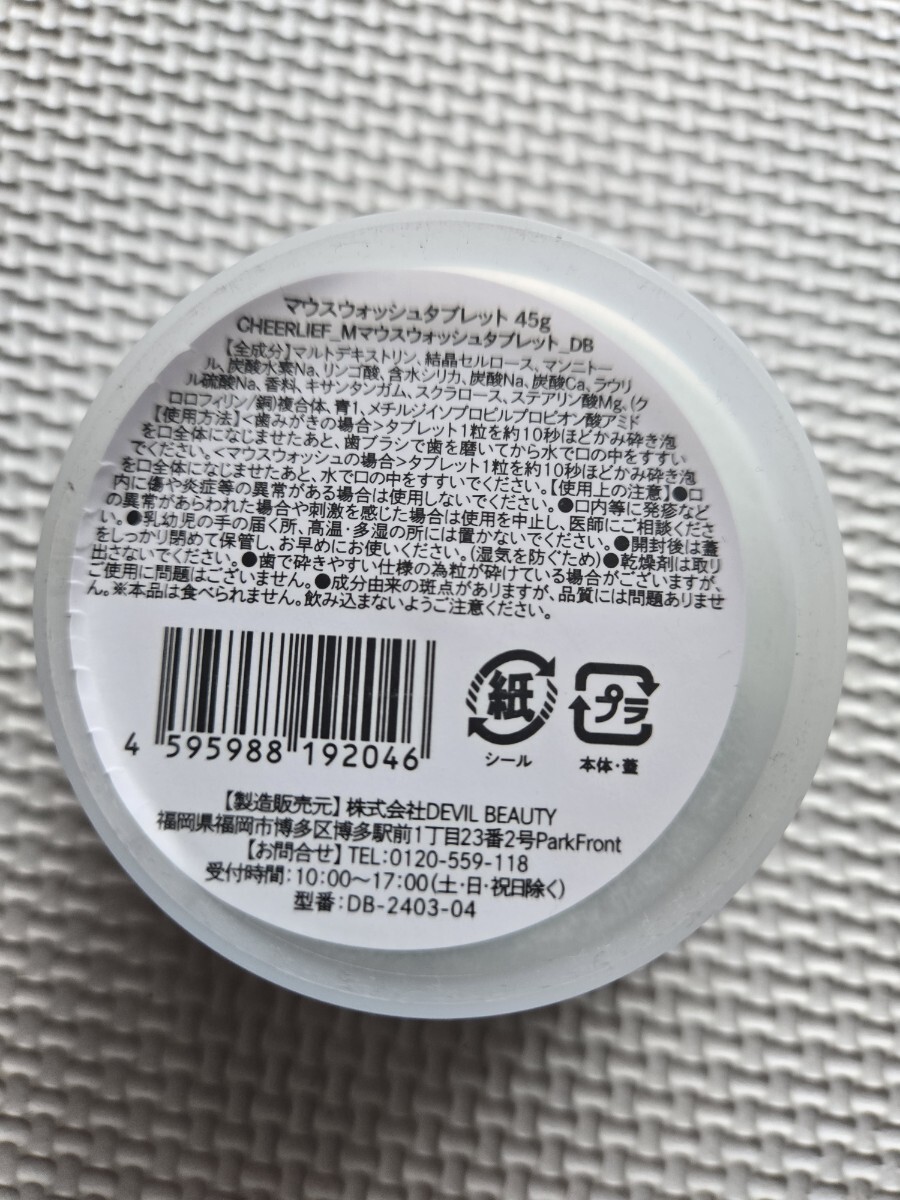 マウスウォッシュタブレット 45g
CHEERLIEF_Mマウスウォッシュタブレット_DB
【全成分】マルトデキストリン、結晶セルロース、マンニトー
ル、炭酸水素Na、リンゴ酸、含水シリカ、炭酸Na、炭酸Ca、ラウリ
ル硫酸Na、香料、キサンタンガム、スクラロース、ステアリン酸Mg、(ク
ロロフィリン/銅)複合体、青1、メチルジイソプロピルプロピオン酸アミド
【使用方法】<歯みがきの場合>タブレット1粒を約10秒ほどかみ砕き泡
を口全体になじませたあと、歯ブラシで歯を磨いてから水で口の中をすすい
でください。<マウスウォッシュの場合>タブレット1粒を約10秒ほどかみ砕き泡
を口全体になじませたあと、水で口の中をすすいでください。【使用上の注意】●口
内に傷や炎症等の異常がある場合は使用しないでください。●口内等に発疹など
の異常があらわれた場合や刺激を感じた場合は使用を中止し、医師にご相談くださ
い。●乳幼児の手の届く所、高温・多湿の所には置かないでください。●開封後は蓋
をしっかり閉めて保管し、お早めにお使いください。(湿気を防ぐため)●乾燥剤は取り
出さないでください。●歯で砕きやすい仕様の為粒が砕けている場合がございますが、
ご使用に問題はございません。●成分由来の斑点がありますが、品質には問題ありませ
ん。※本品は食べられません。飲み込まないようご注意ください。
4 595988 192046
紙
シール
プラ
本体・蓋
【製造販売元】株式会社DEVIL BEAUTY
福岡県福岡市博多区博多駅前1丁目23番2号ParkFront
【お問合せ】TEL:0120-559-118
受付時間:10:00〜17:00(土・日・祝日除く)
型番:DB-2403-04